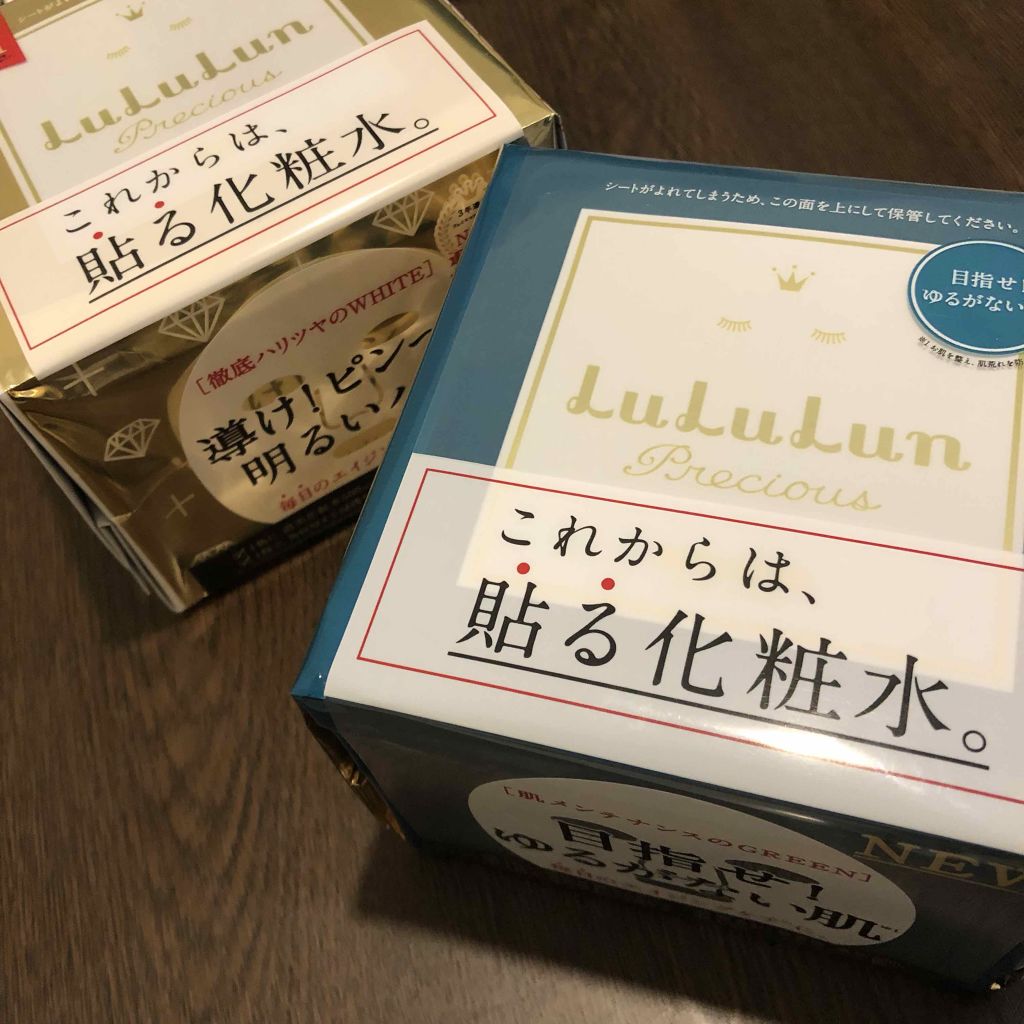 LuLuLun
Precious
これからは、
貼る化粧水。
[徹底ハリツヤのWHITE]
導け!ピン
明るい
毎日のエイジ
シートがよれてしまうため、この面を上にして保管してください。
目指せ
ゆるがない
LuLuLun
Precious
これからは、
貼る化粧水。
[肌メンテナンスのGREEN]
目指せ!
ゆるがない肌
NEW